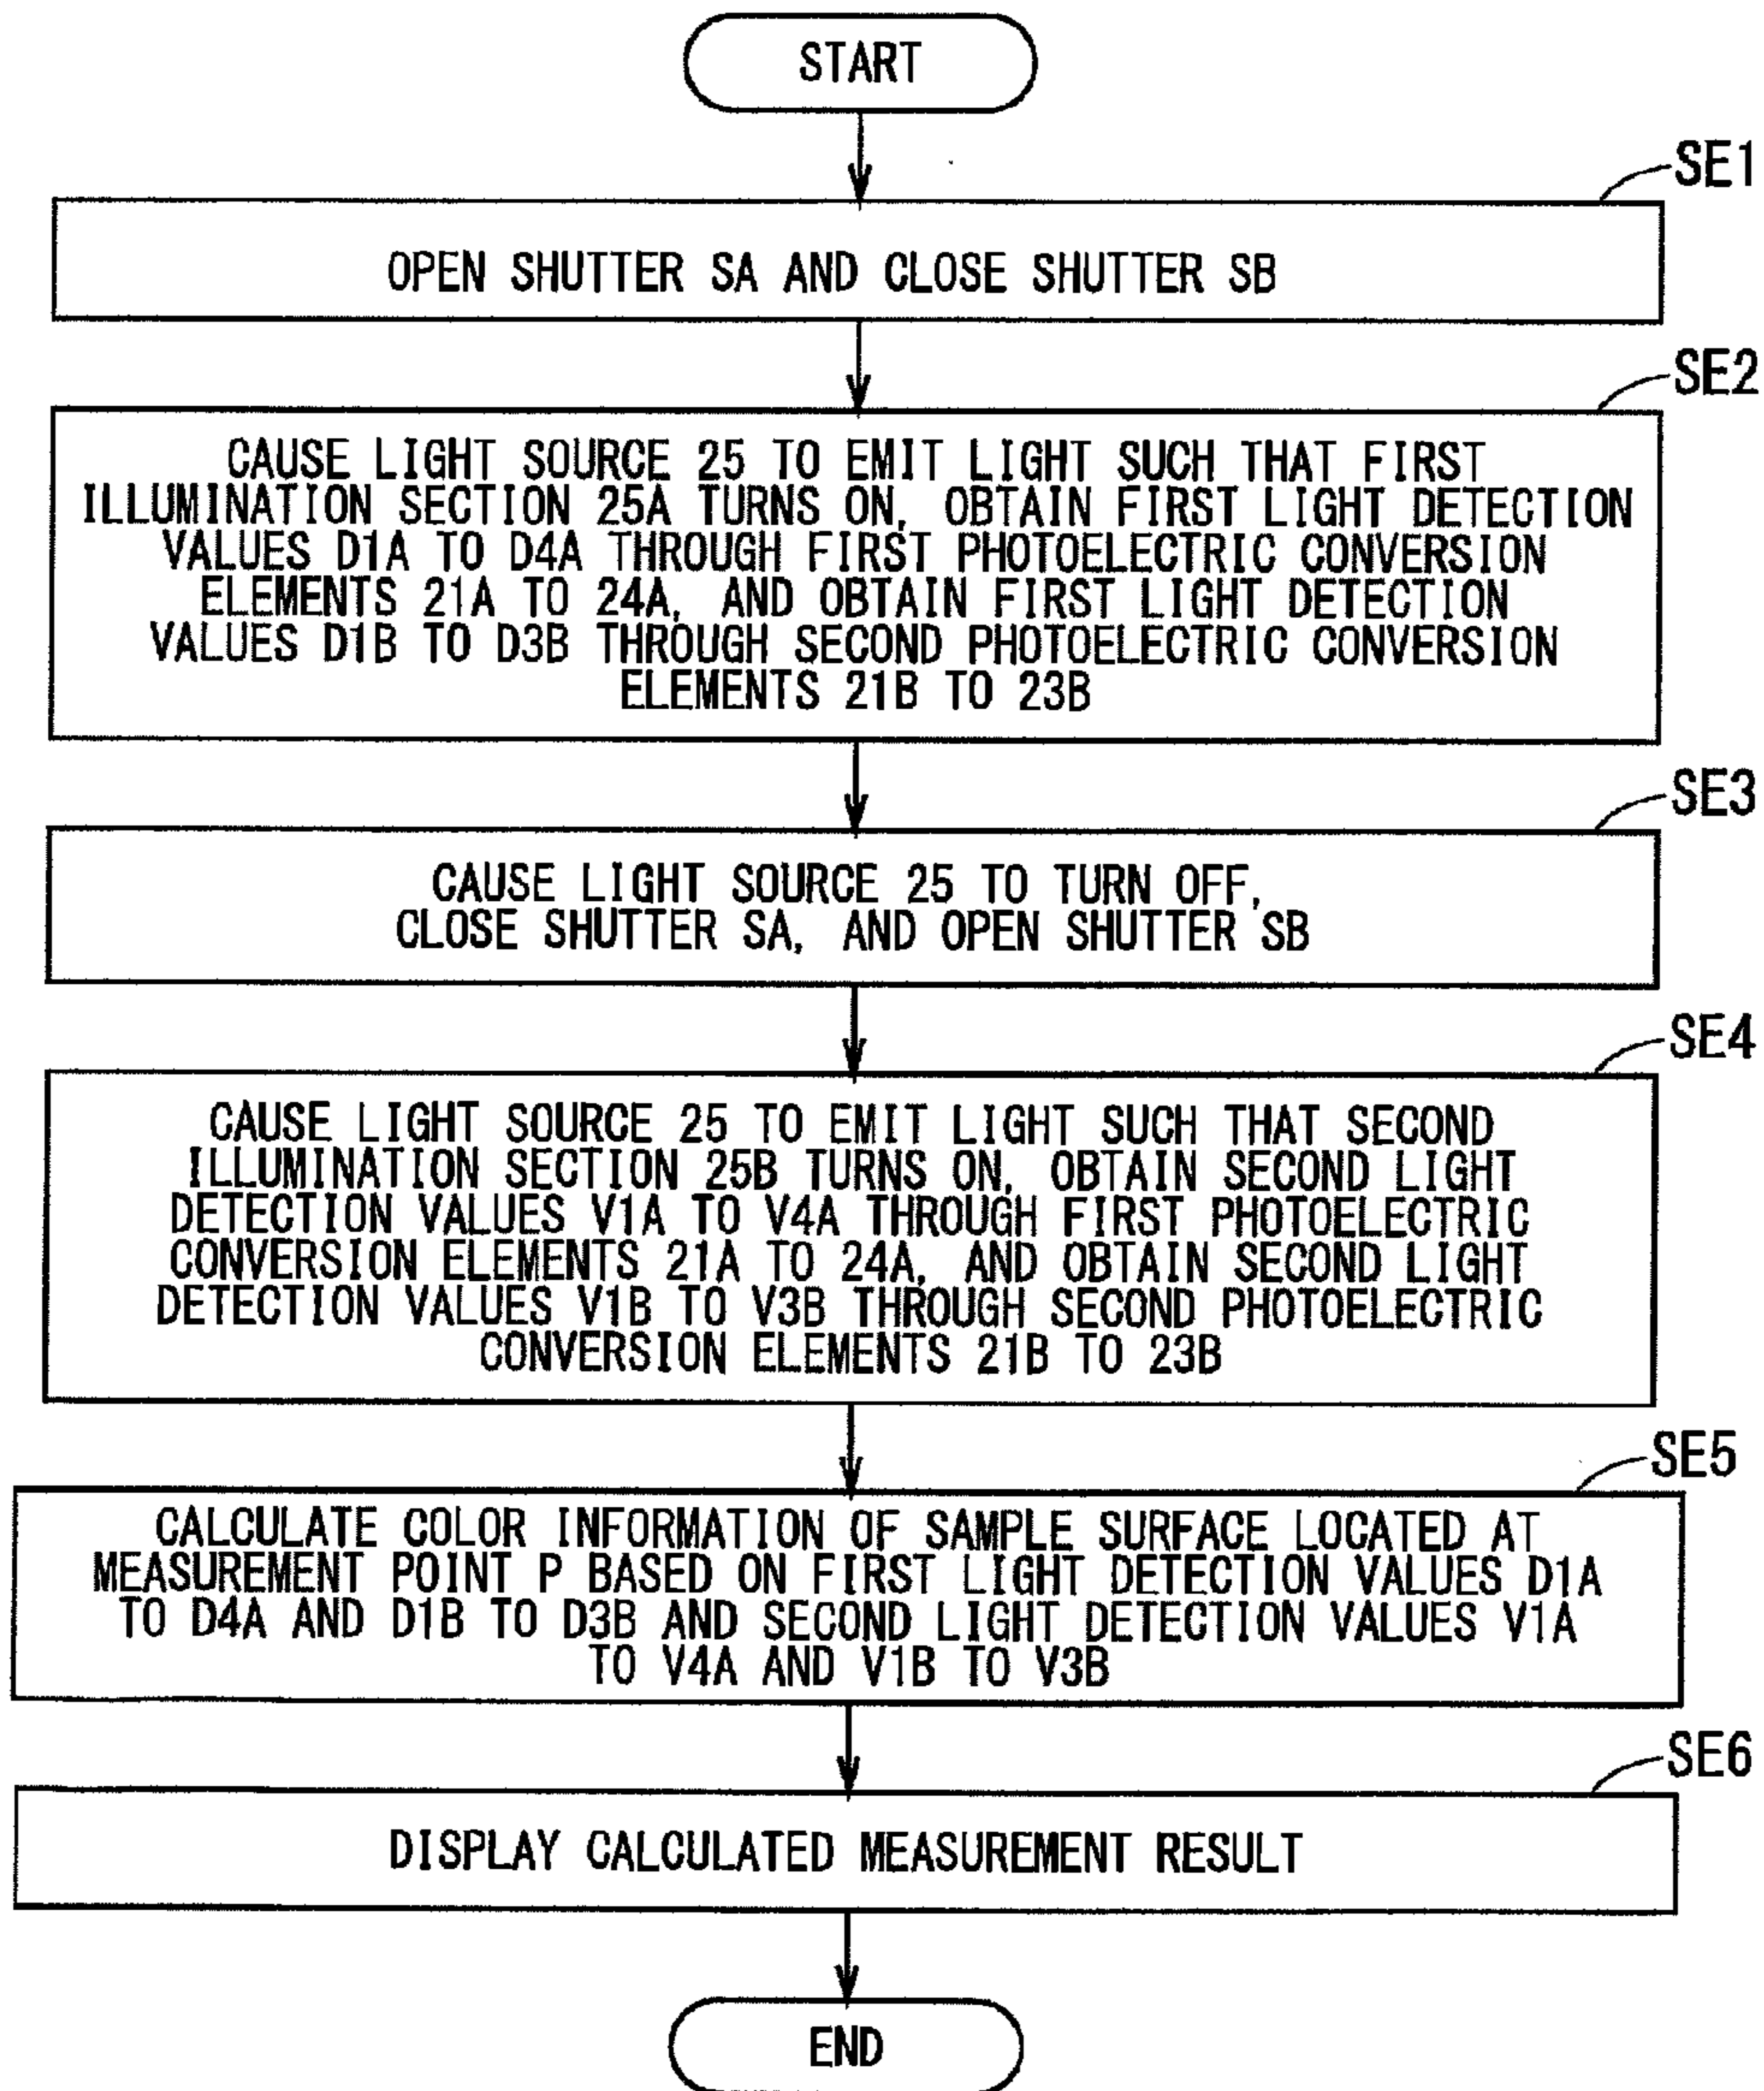 START
SE1
OPEN SHUTTER SA AND CLOSE SHUTTER SB
SE2
CAUSE LIGHT SOURCE 25 TO EMIT LIGHT SUCH THAT FIRST
ILLUMINATION SECTION 25A TURNS ON, OBTAIN FIRST LIGHT DETECTION
VALUES D1A TO D4A THROUGH FIRST PHOTOELECTRIC CONVERSION
ELEMENTS 21A TO 24A, AND OBTAIN FIRST LIGHT DETECTION
VALUES D1B TO D3B THROUGH SECOND PHOTOELECTRIC CONVERSION
ELEMENTS 21B TO 23B
SE3
CAUSE LIGHT SOURCE 25 TO TURN OFF,
CLOSE SHUTTER SA, AND OPEN SHUTTER SB
SE4
CAUSE LIGHT SOURCE 25 TO EMIT LIGHT SUCH THAT SECOND
ILLUMINATION SECTION 25B TURNS ON, OBTAIN SECOND LIGHT
DETECTION VALUES V1A TO V4A THROUGH FIRST PHOTOELECTRIC
CONVERSION ELEMENTS 21A TO 24A, AND OBTAIN SECOND LIGHT
DETECTION VALUES V1B TO V3B THROUGH SECOND PHOTOELECTRIC
CONVERSION ELEMENTS 21B TO 23B
SE5
CALCULATE COLOR INFORMATION OF SAMPLE SURFACE LOCATED AT
MEASUREMENT POINT P BASED ON FIRST LIGHT DETECTION VALUES D1A
TO D4A AND D1B TO D3B AND SECOND LIGHT DETECTION VALUES V1A
TO V4A AND V1B TO V3B
SE6
DISPLAY CALCULATED MEASUREMENT RESULT
END